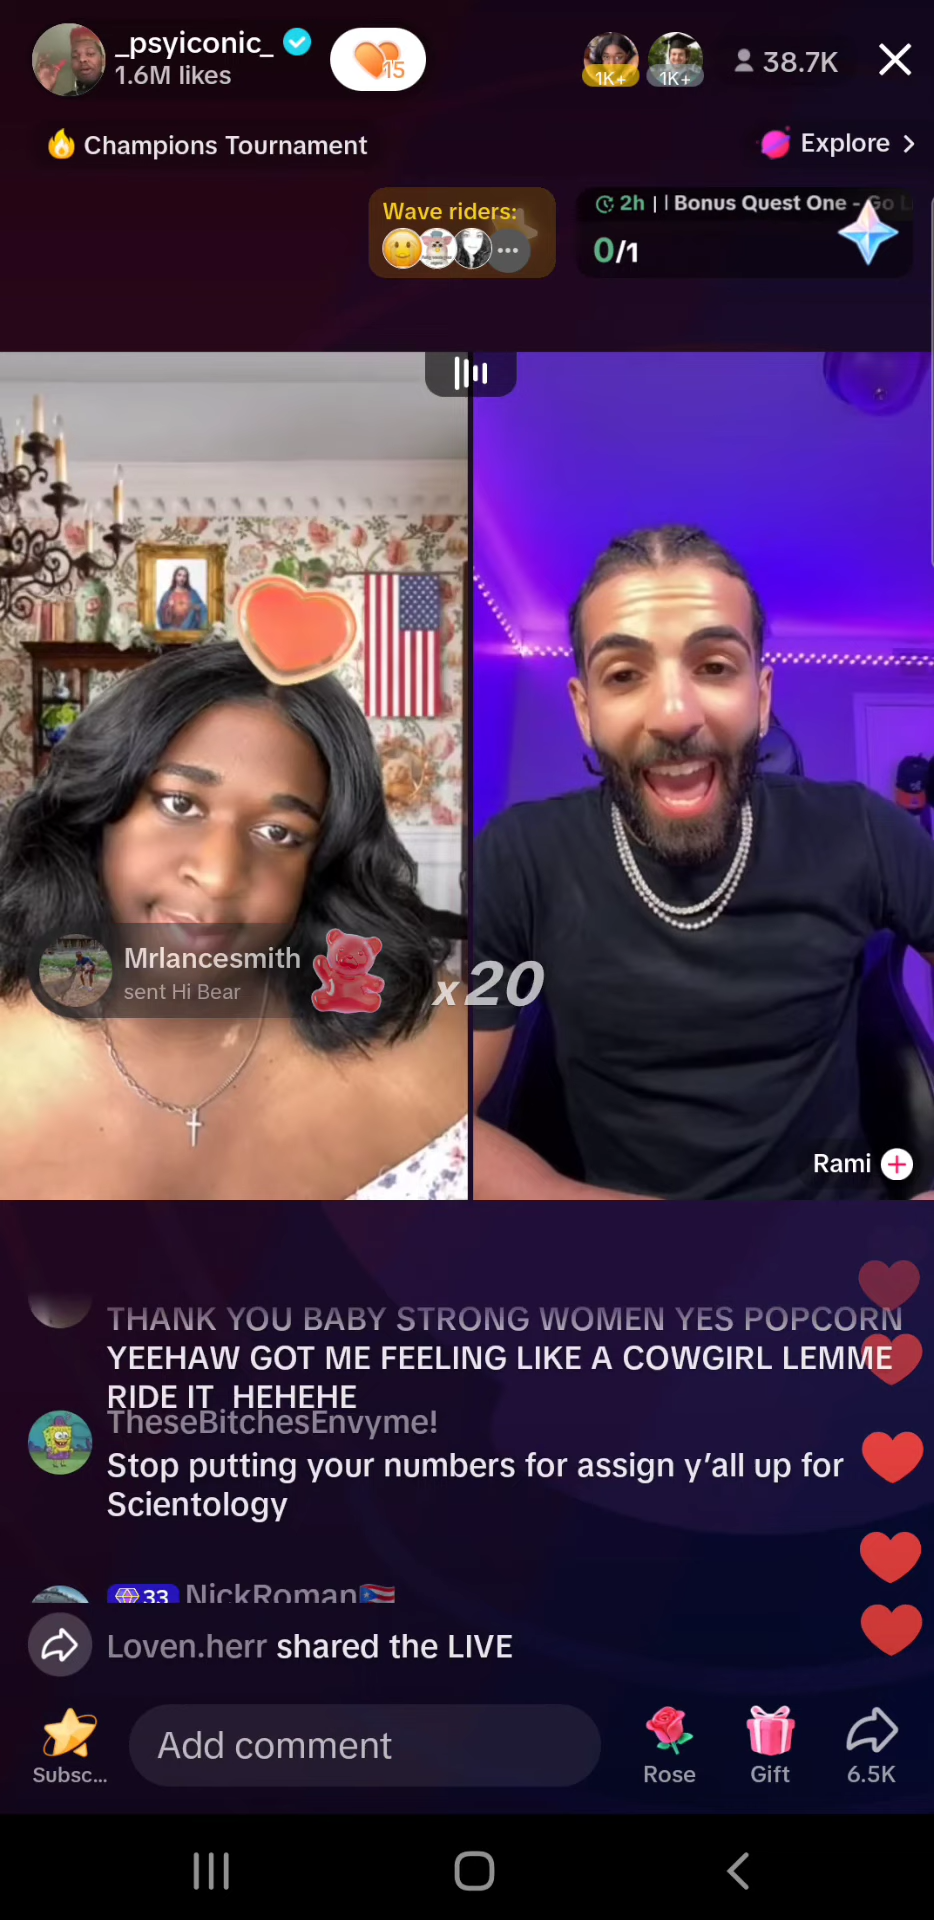 _psyiconic_
1.6M likes
15
1K+
1K+
38.7K
Champions Tournament
Explore >
Wave riders:
2h | | Bonus Quest One - Go L
0/1
Mrlancesmith
sent Hi Bear
x20
Rami
THANK YOU BABY STRONG WOMEN YES POPCORN
YEEHAW GOT ME FEELING LIKE A COWGIRL LEMME
RIDE IT HEHEHE
TheseBitchesEnvyme!
Stop putting your numbers for assign y’all up for
Scientology
33 NickRoman🇵🇷
Loven.herr shared the LIVE
Subsc...
Add comment
Rose
Gift
6.5K